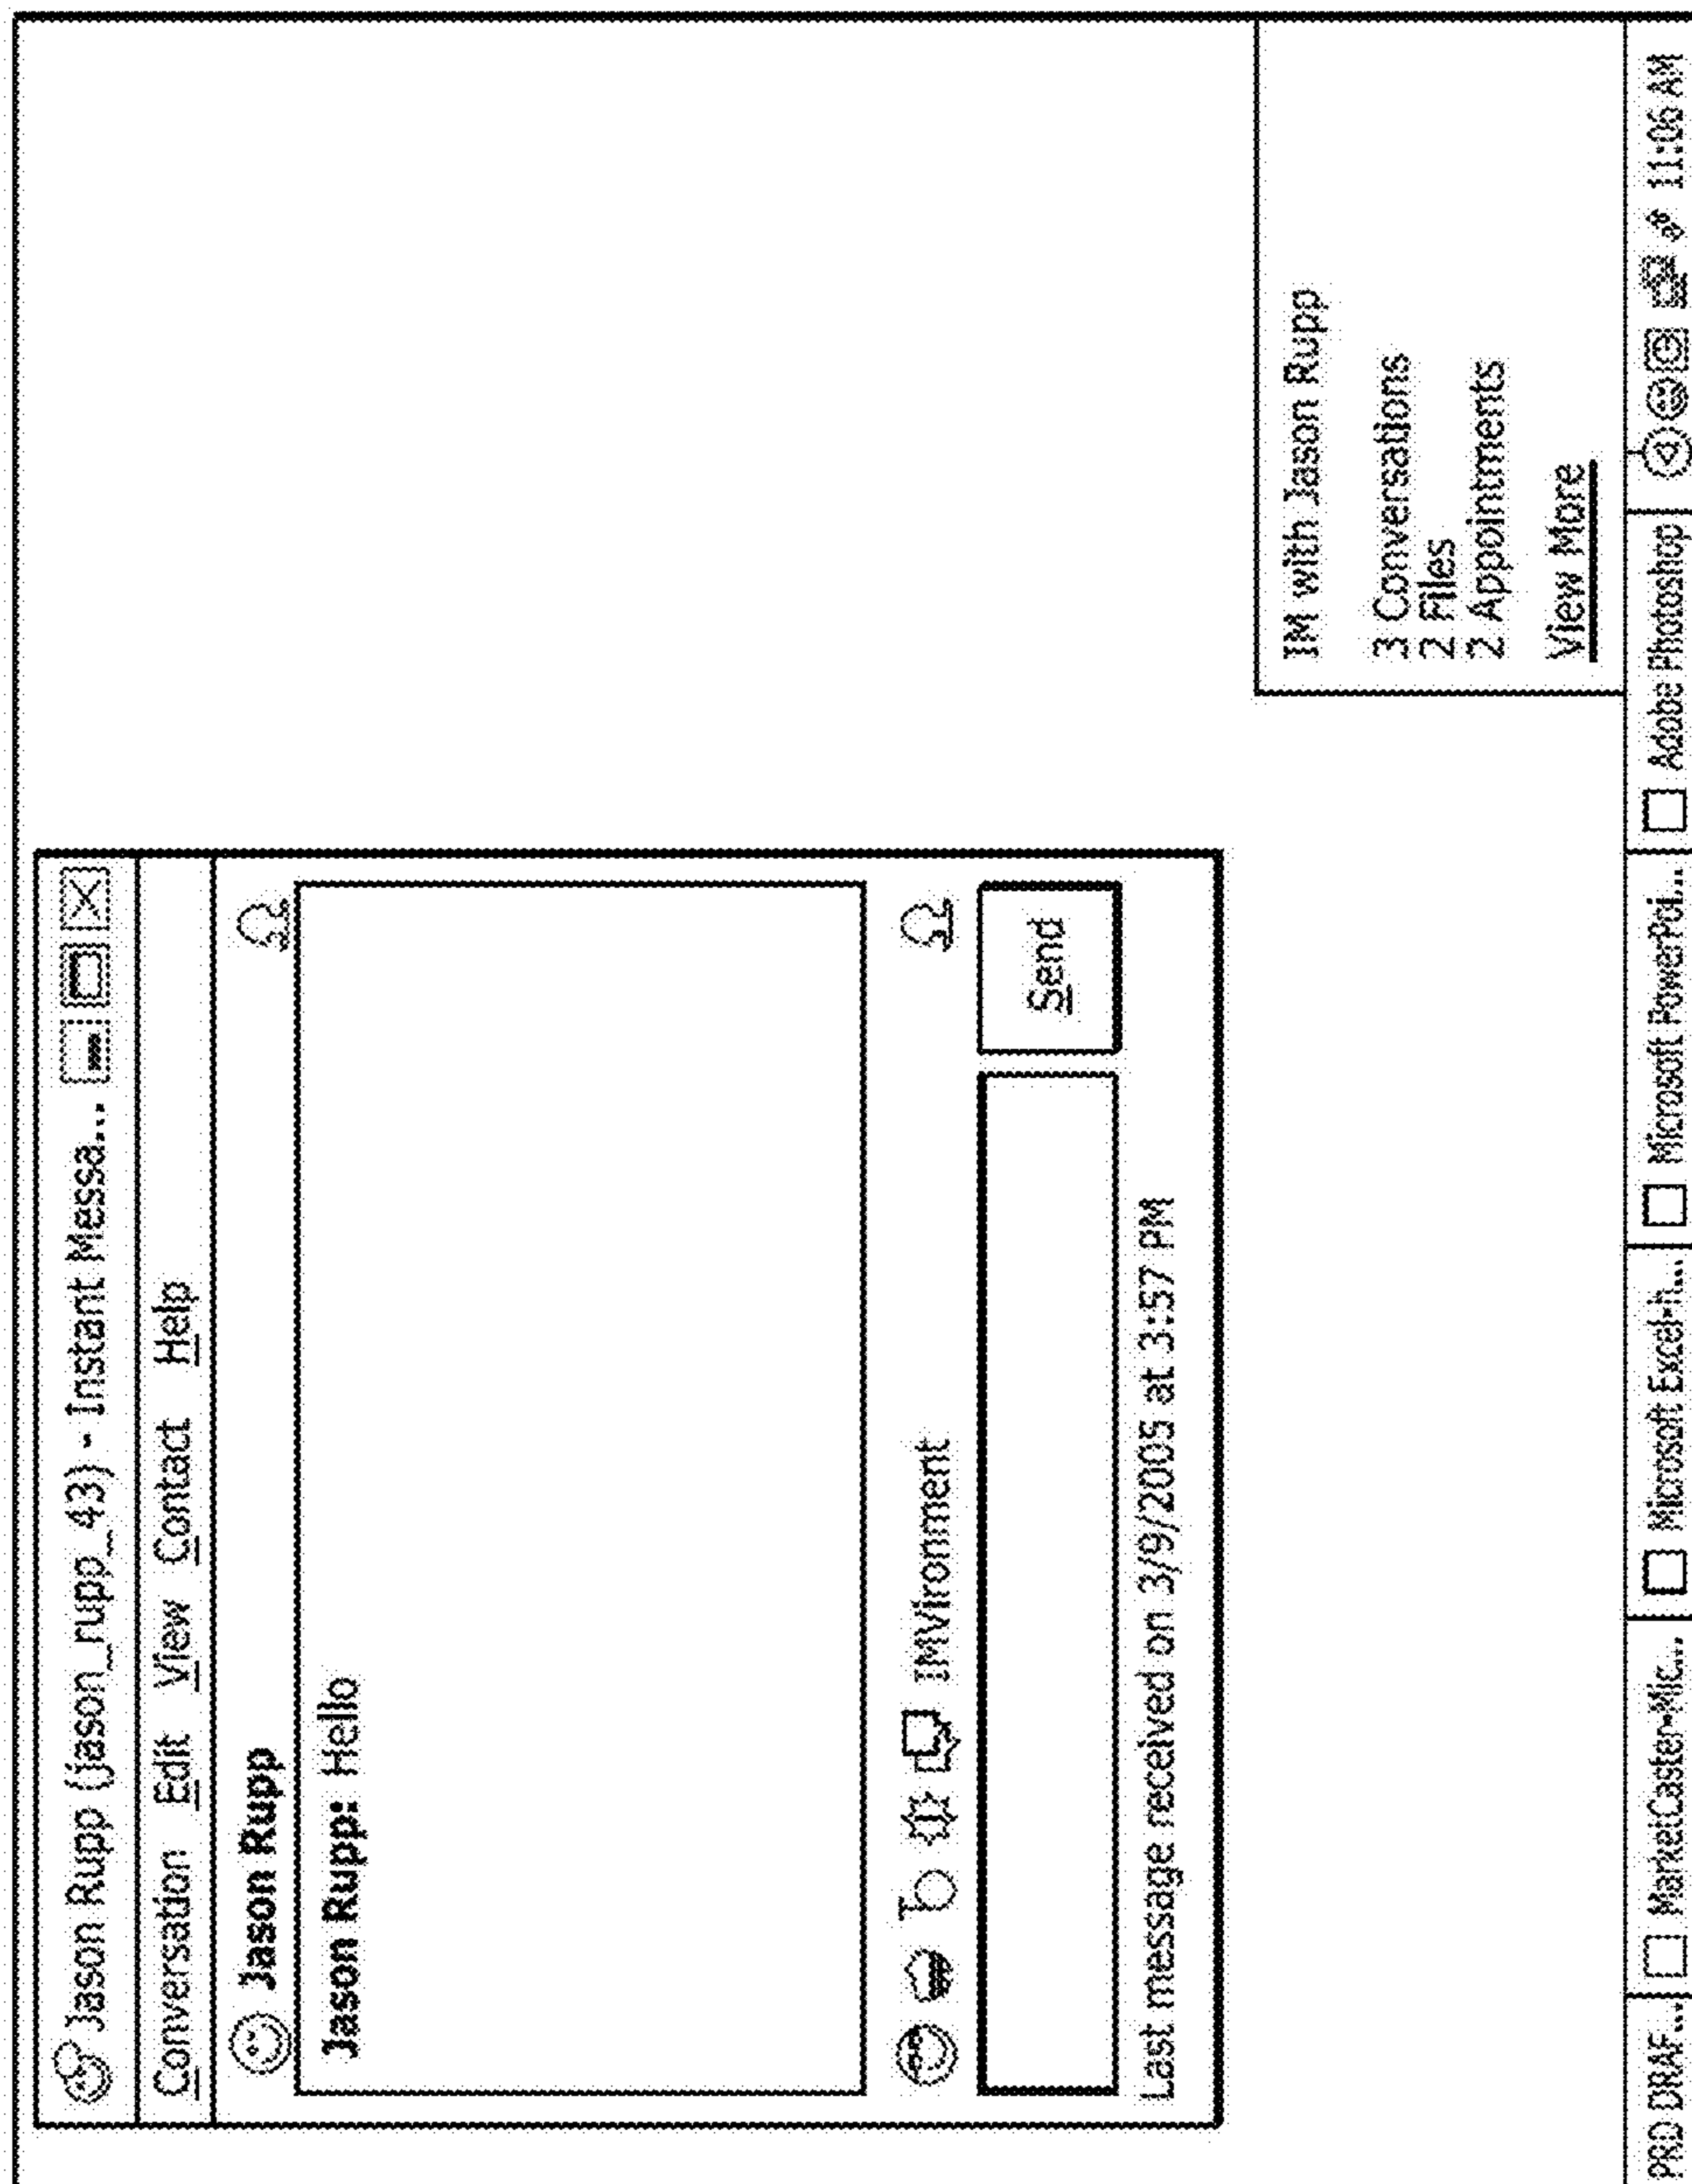 Jason Rupp (jason_rupp_43) - Instant Messa...
Conversation Edit View Contact Help
Jason Rupp
Jason Rupp: Hello
IMVironment
Send
Last message received on 3/9/2005 at 3:57 PM
IM with Jason Rupp
3 Conversations
2 Files
2 Appointments
View More
PRD DRAF... MarketCaster-Mic... Microsoft Excel-h... Microsoft PowerPoi... Adobe Photoshop 11:06 AM